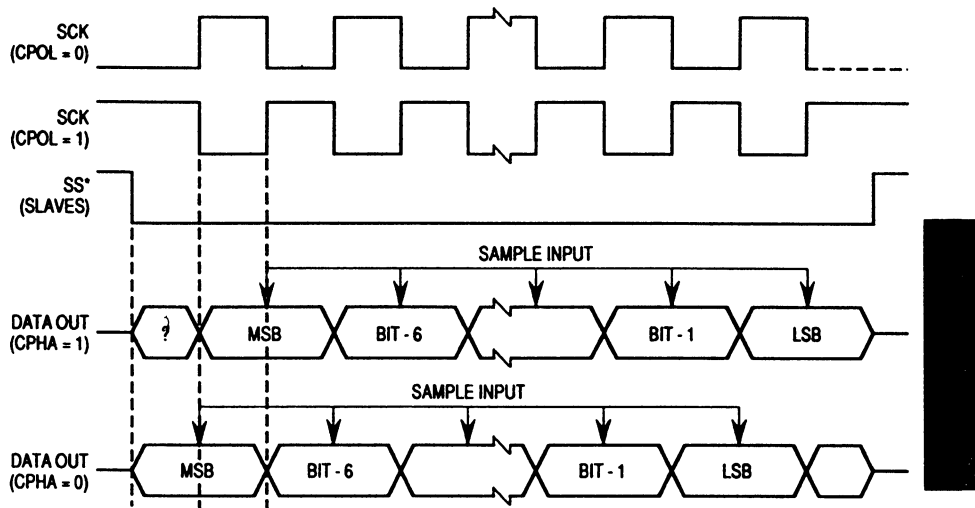 SCK
(CPOL = 0)
SCK
(CPOL = 1)
SS*
(SLAVES)
SAMPLE INPUT
DATA OUT
(CPHA = 1)
?
MSB
BIT - 6
BIT - 1
LSB
SAMPLE INPUT
DATA OUT
(CPHA = 0)
MSB
BIT - 6
BIT - 1
LSB